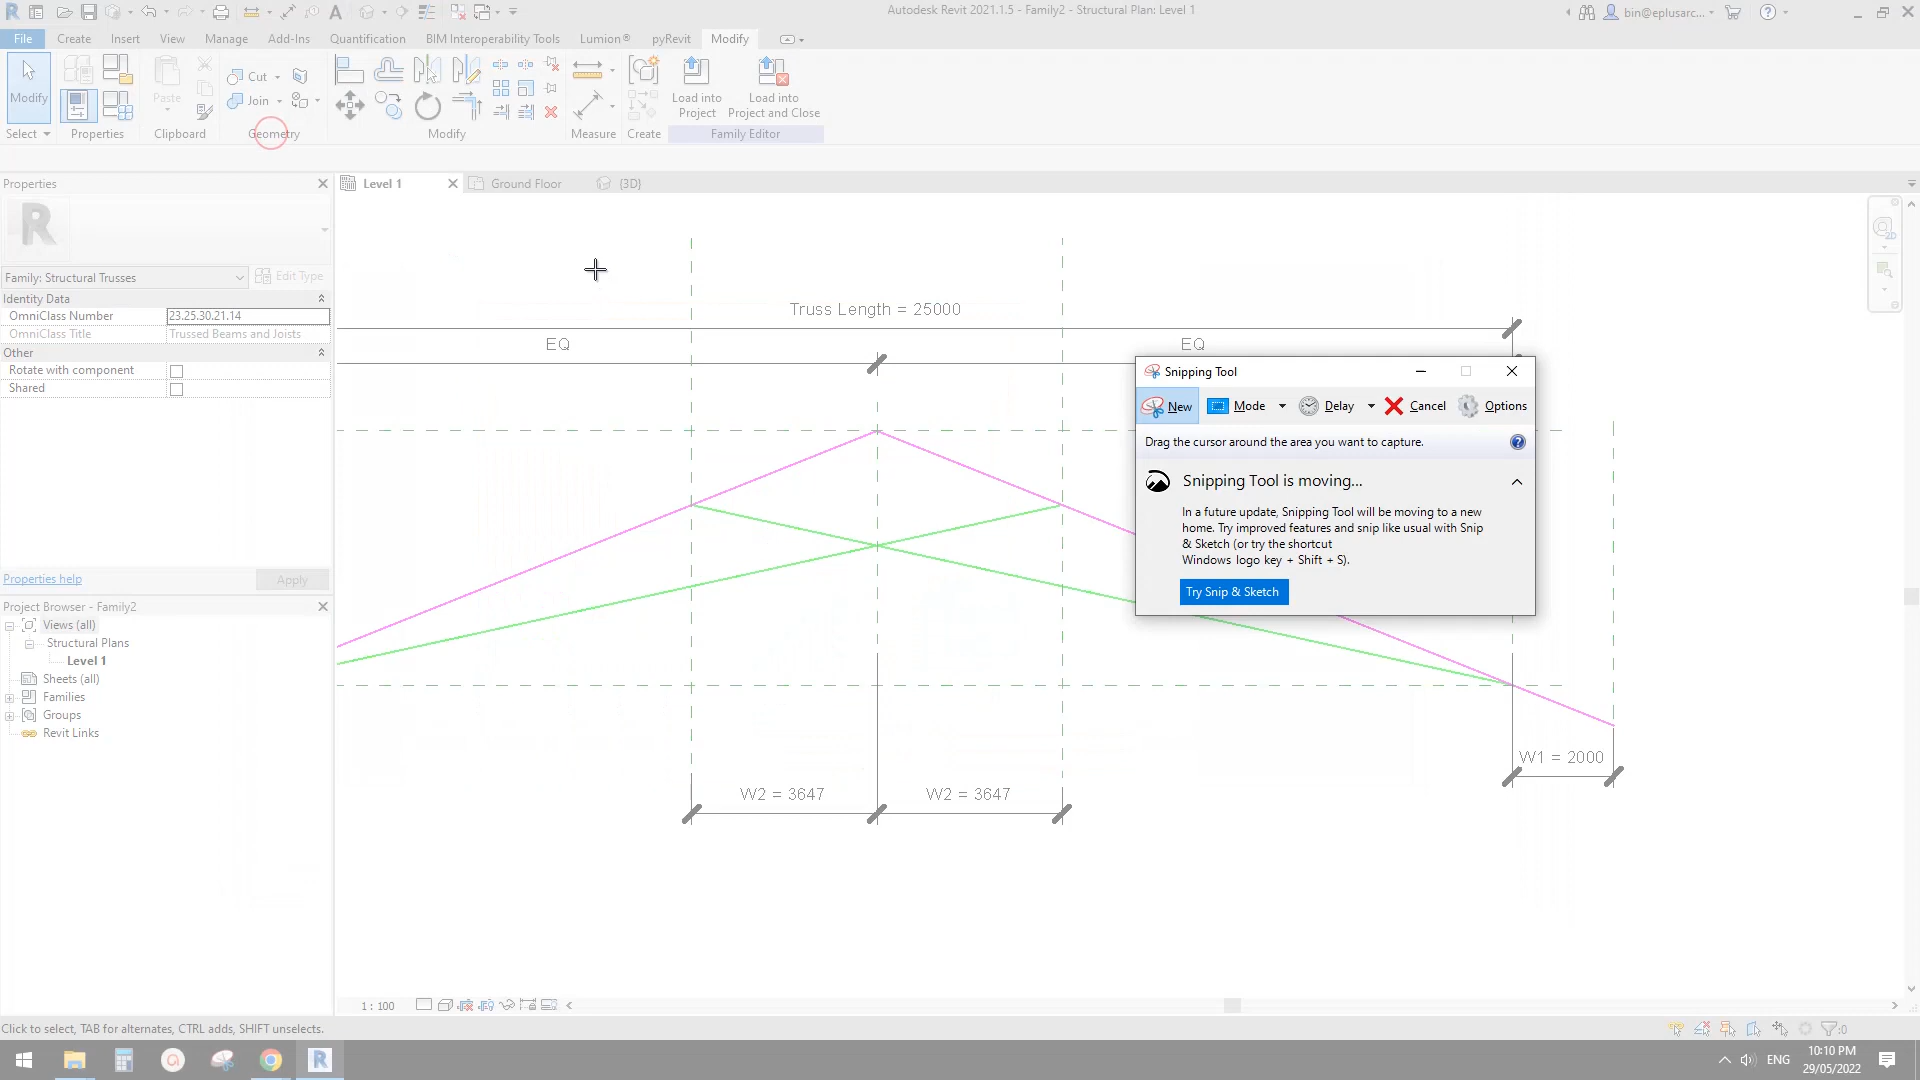 Autodesk Revit 2021.1.5 - Family2 - Structural Plan: Level 1
bin@eplusarc...
File
Create
Insert
View
Manage
Add-Ins
Quantification
BIM Interoperability Tools
Lumion®
pyRevit
Modify
Modify
Paste
Cut
Join
Load into
Project
Load into
Project and Close
Select
Properties
Clipboard
Geometry
Modify
Measure
Create
Family Editor
Properties
Level 1
Ground Floor
{3D}
Family: Structural Trusses
Edit Type
Identity Data
OmniClass Number
23.25.30.21.14
OmniClass Title
Trussed Beams and Joists
Other
Rotate with component
Shared
Properties help
Apply
Project Browser - Family2
Views (all)
Structural Plans
Level 1
Sheets (all)
Families
Groups
Revit Links
Truss Length = 25000
EQ
EQ
W2 = 3647
W2 = 3647
W1 = 2000
Snipping Tool
New
Mode
Delay
Cancel
Options
Drag the cursor around the area you want to capture.
Snipping Tool is moving...
In a future update, Snipping Tool will be moving to a new
home. Try improved features and snip like usual with Snip
& Sketch (or try the shortcut
Windows logo key + Shift + S).
Try Snip & Sketch
1 : 100
Click to select, TAB for alternates, CTRL adds, SHIFT unselects.
:0
ENG
10:10 PM
29/05/2022